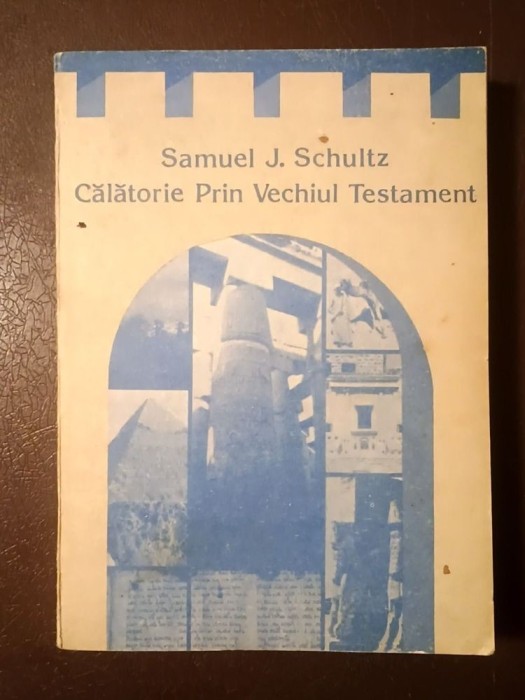 Samuel J. Schultz
Călătorie Prin Vechiul Testament